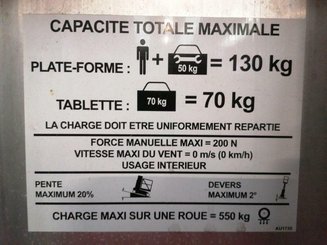 CAPACITE TOTALE MAXIMALE
PLATE-FORME : + 50 kg = 130 kg
TABLETTE : 70 kg = 70 kg
LA CHARGE DOIT ETRE UNIFORMEMENT REPARTIE
FORCE MANUELLE MAXI = 200 N
VITESSE MAXI DU VENT = 0 m/s (0 km/h)
USAGE INTERIEUR
PENTE
MAXIMUM 20%
DEVERS
MAXIMUM 2°
CHARGE MAXI SUR UNE ROUE = 550 kg